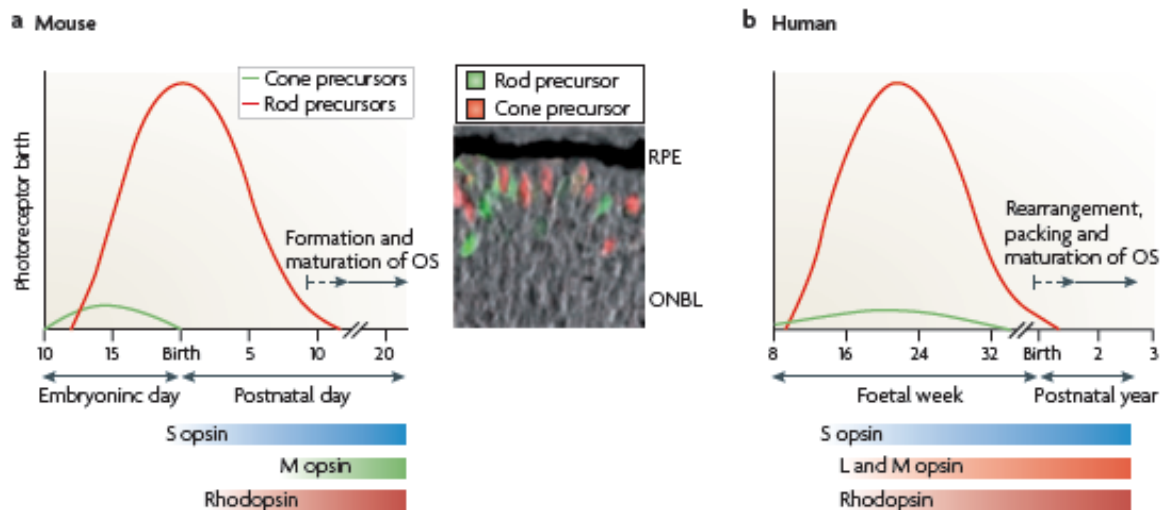 a Mouse
Cone precursors
Rod precursors
Photoreceptor birth
Formation and
maturation of OS
10
15
Birth
5
10
20
Embryoninc day
Postnatal day
S opsin
M opsin
Rhodopsin
Rod precursor
Cone precursor
RPE
ONBL
b Human
Rearrangement,
packing and
maturation of OS
8
16
24
32
Birth
2
3
Foetal week
Postnatal year
S opsin
L and M opsin
Rhodopsin